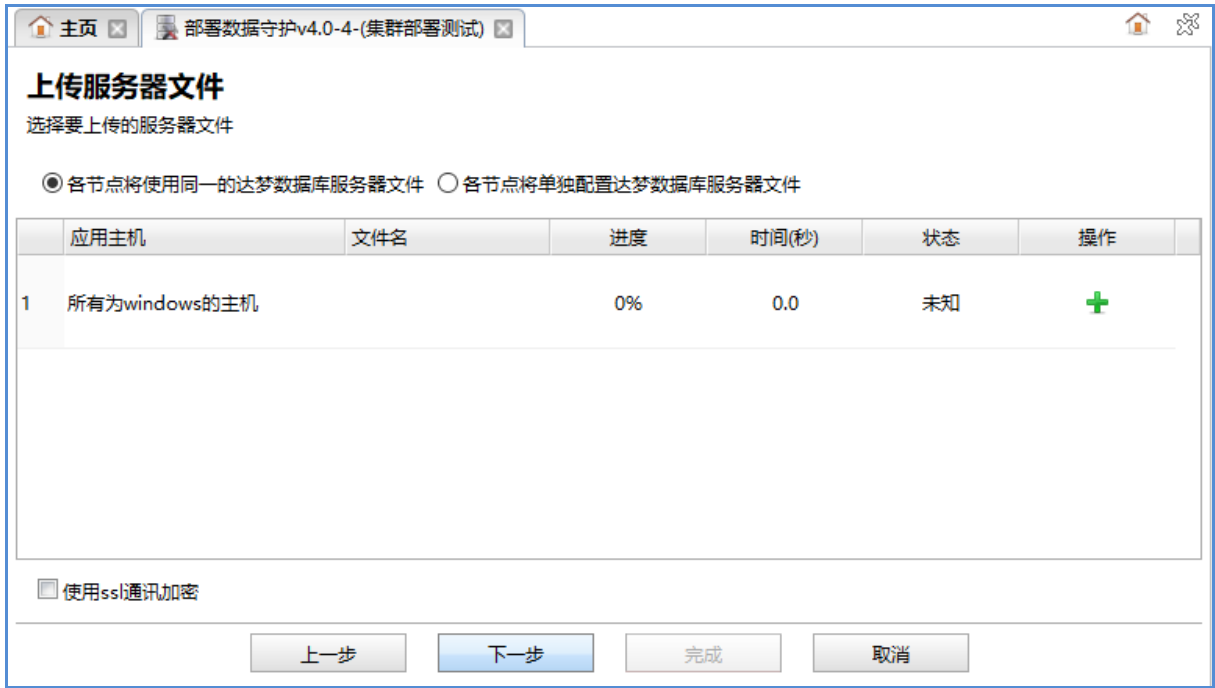 主页 部署数据守护v4.0-4-(集群部署测试)
上传服务器文件
选择要上传的服务器文件
各节点将使用同一的达梦数据库服务器文件 各节点将单独配置达梦数据库服务器文件
应用主机 文件名 进度 时间(秒) 状态 操作
1 所有为windows的主机 0% 0.0 未知
使用ssl通讯加密
上一步 下一步 完成 取消